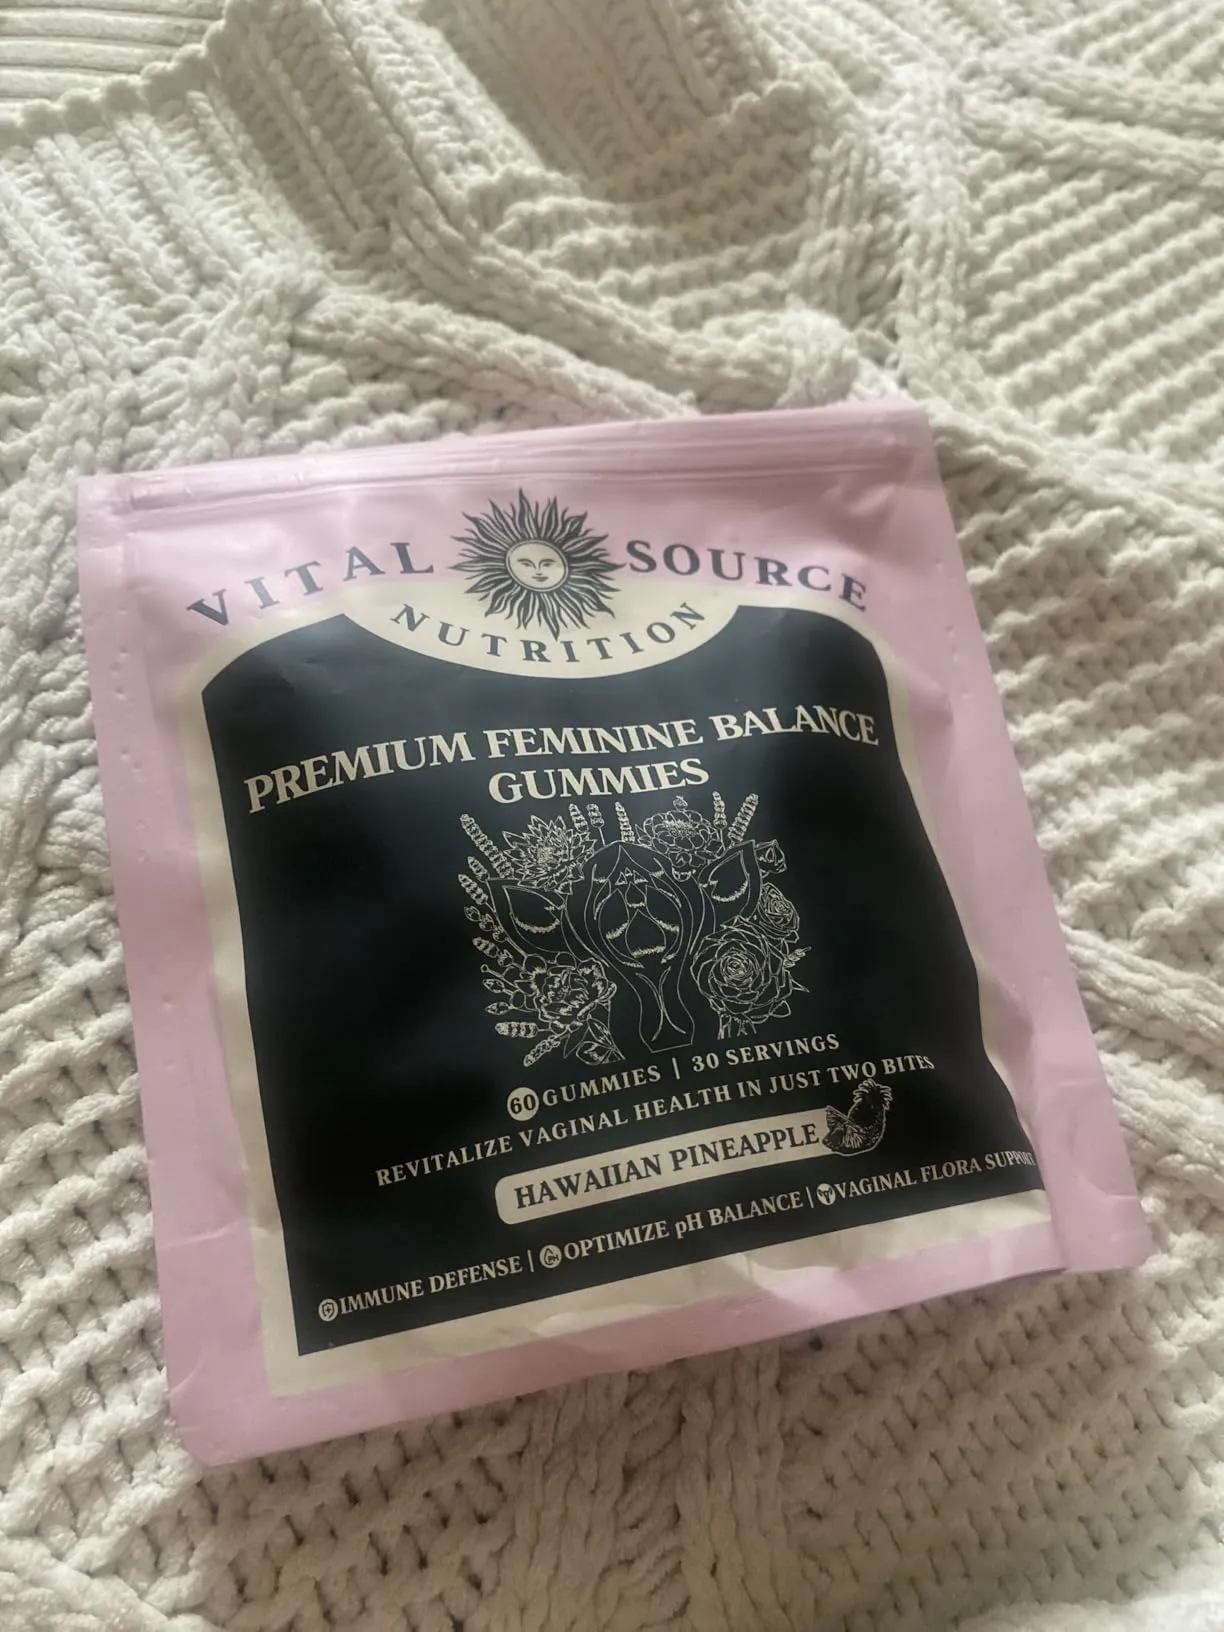 VITAL SOURCE
NUTRITION
PREMIUM FEMININE BALANCE
GUMMIES
60 GUMMIES | 30 SERVINGS
REVITALIZE VAGINAL HEALTH IN JUST TWO BITES
HAWAIIAN PINEAPPLE
IMMUNE DEFENSE | OPTIMIZE pH BALANCE | VAGINAL FLORA SUPPORT